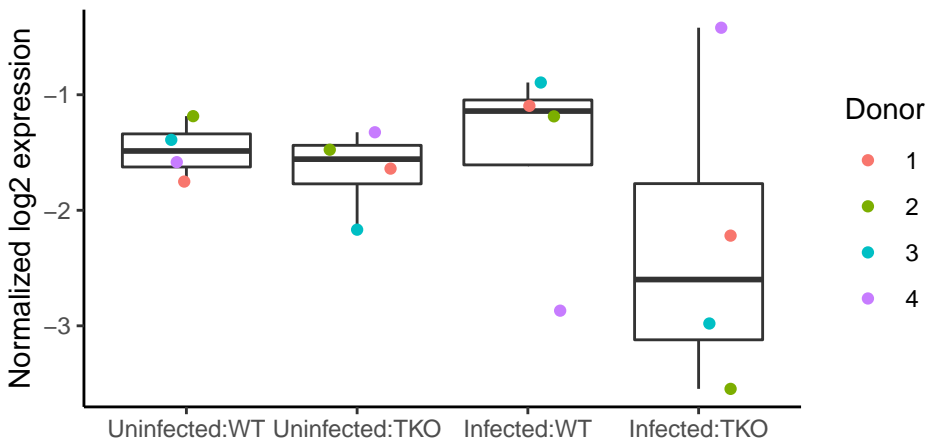 Normalized log2 expression
−1
−2
−3
Uninfected:WT Uninfected:TKO Infected:WT Infected:TKO
Donor
1
2
3
4